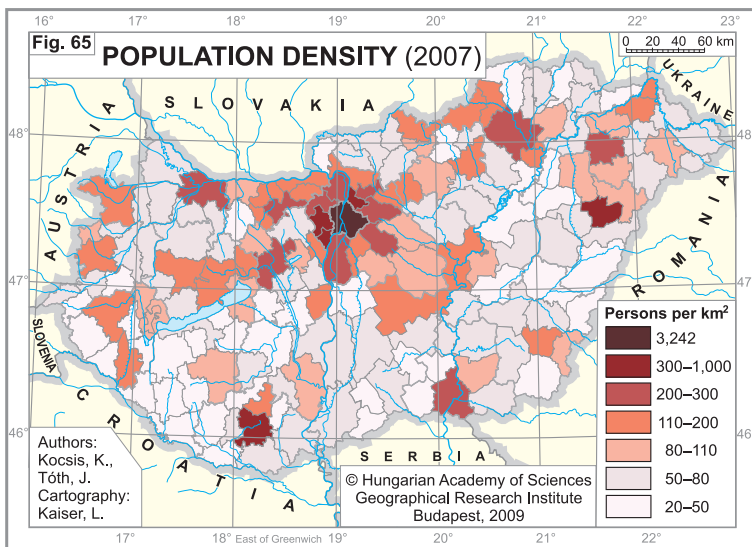 16° 17° 18° 19° 20° 21° 22° 23°
Fig. 65
POPULATION DENSITY (2007)
0 20 40 60 km
UKRAINE
SLOVAKIA
AUSTRIA
48° 48°
ROMANIA
47° 47°
SLOVENIA
CROATIA
46° 46°
SERBIA
Persons per km²
3,242
300–1,000
200–300
110–200
80–110
50–80
20–50
Authors:
Kocsis, K.,
Tóth, J.
Cartography:
Kaiser, L.
© Hungarian Academy of Sciences
Geographical Research Institute
Budapest, 2009
17° 18° East of Greenwich 19° 20° 21° 22°